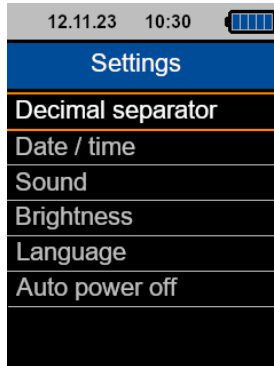 12.11.23 10:30
Settings
Decimal separator
Date / time
Sound
Brightness
Language
Auto power off